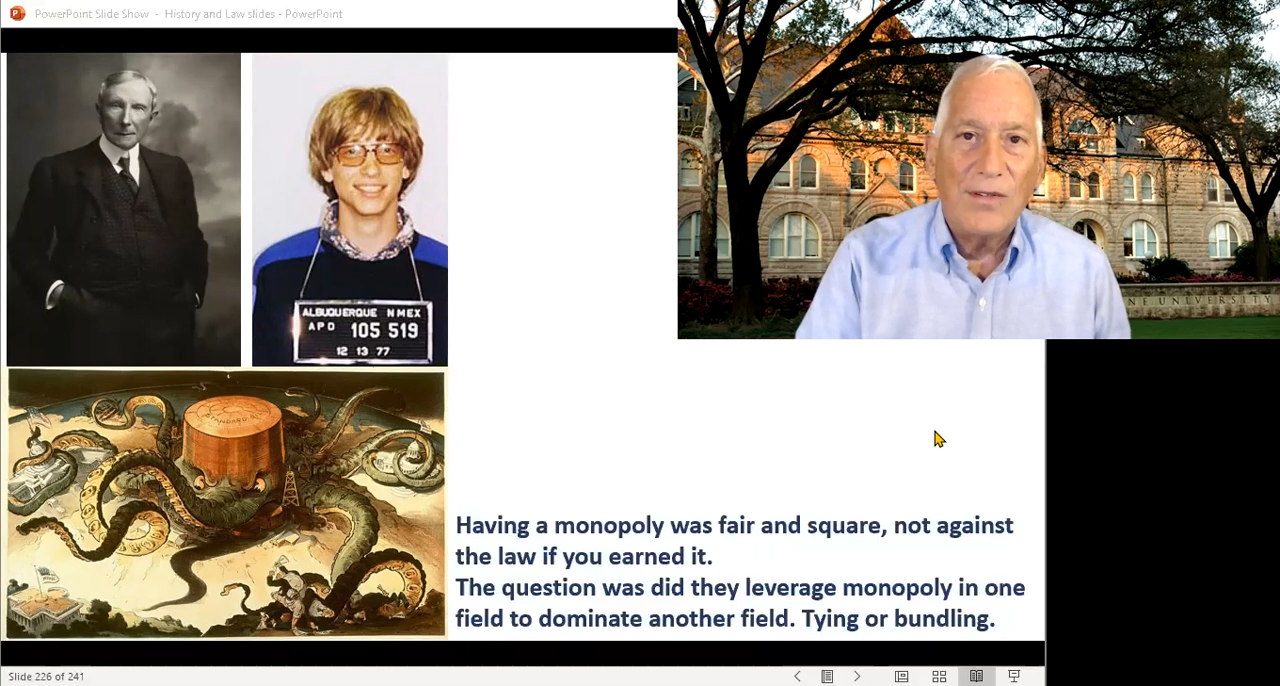 PowerPoint Slide Show - History and Law slides - PowerPoint
ALBUQUERQUE N MEX
APD 105 519
12 13 77
STANDARD OIL
NE UNIVERSITY
Having a monopoly was fair and square, not against
the law if you earned it.
The question was did they leverage monopoly in one
field to dominate another field. Tying or bundling.
Slide 226 of 241